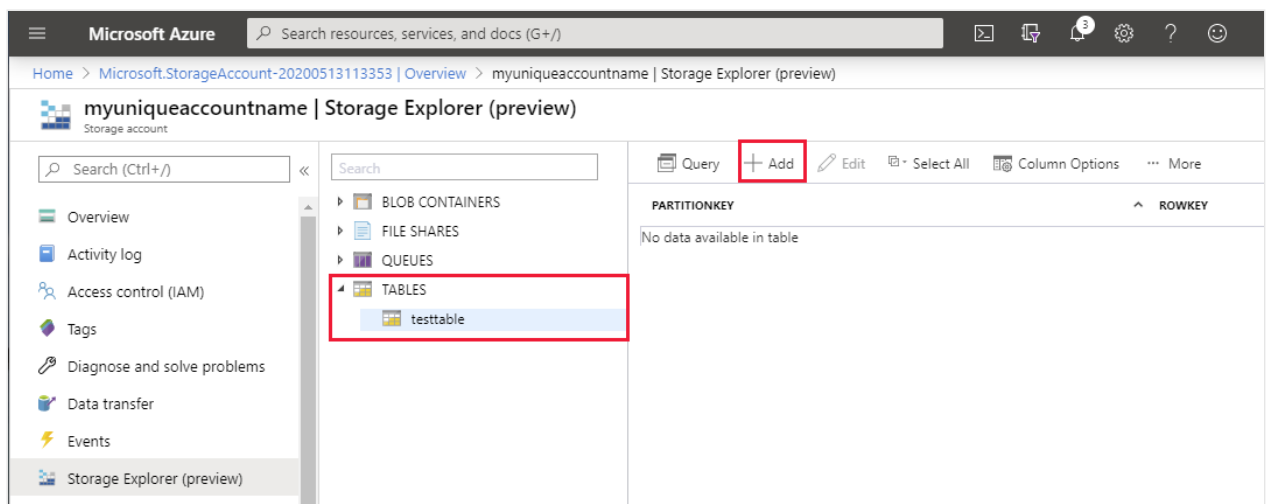 Microsoft Azure
Search resources, services, and docs (G+/)
3
Home > Microsoft.StorageAccount-20200513113353 | Overview > myuniqueaccountname | Storage Explorer (preview)
myuniqueaccountname | Storage Explorer (preview)
Storage account
Search (Ctrl+/)
«
Overview
Activity log
Access control (IAM)
Tags
Diagnose and solve problems
Data transfer
Events
Storage Explorer (preview)
Search
BLOB CONTAINERS
FILE SHARES
QUEUES
TABLES
testtable
Query + Add Edit Select All Column Options ··· More
PARTITIONKEY ROWKEY
No data available in table